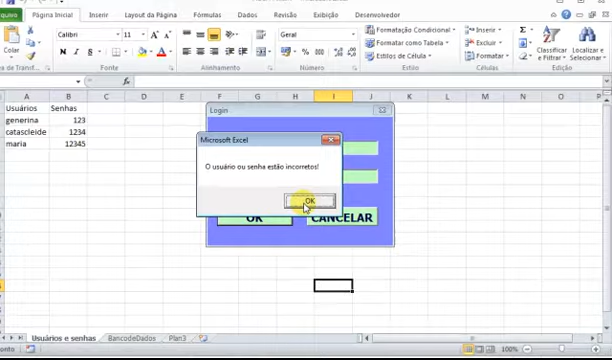 Arquivo Página Inicial Inserir Layout da Página Fórmulas Dados Revisão Exibição Desenvolvedor
Calibri 11 Geral Formatação Condicional Inserir
Colar Formatar como Tabela Excluir Classificar Localizar e
N I S % 000 Estilos de Célula Formatar e Filtrar Selecionar
Fonte Alinhamento Número Estilo Células Edição
fx
A B C D E F G H I J L M N O P
Usuários Senhas
generina 123
catascleide 1234
maria 12345
Login
Microsoft Excel
O usuário ou senha estão incorretos!
OK
OK CANCELAR
Usuários e senhas BancodeDados Plan3
100%